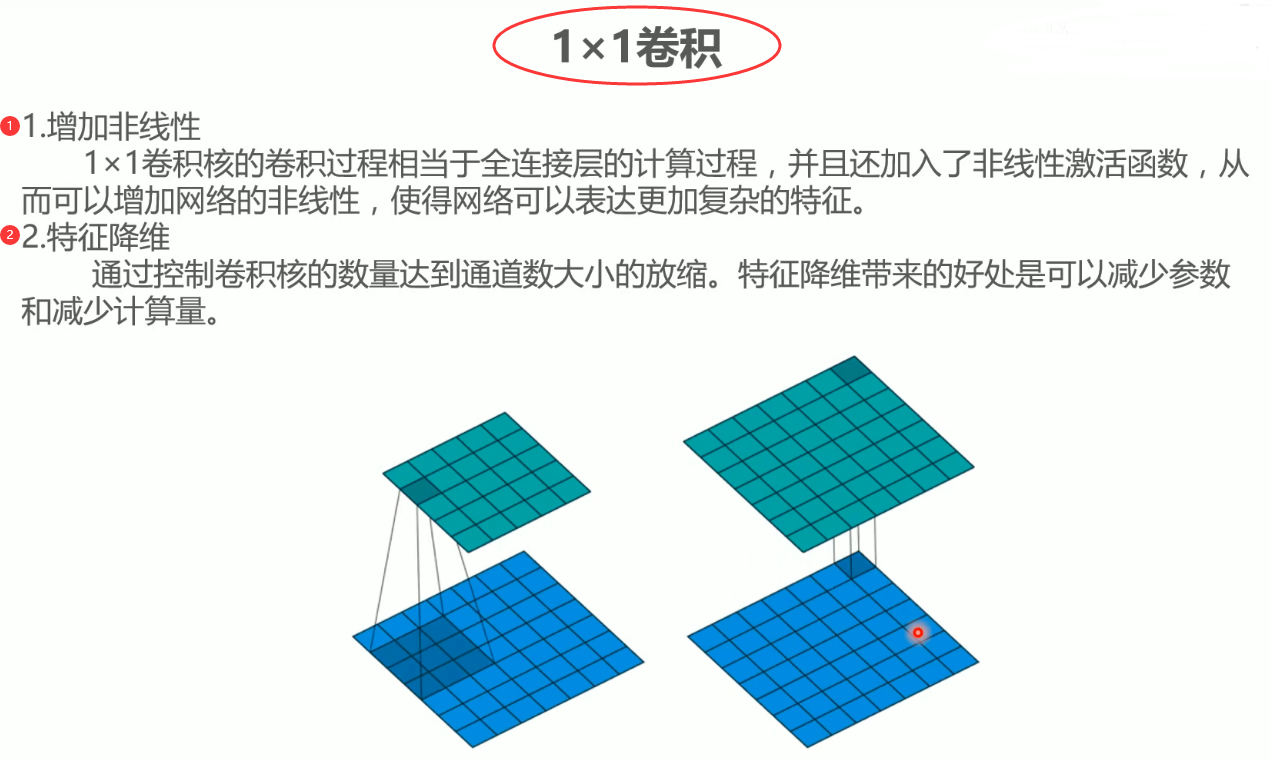 1×1卷积
1 1.增加非线性
1×1卷积核的卷积过程相当于全连接层的计算过程，并且还加入了非线性激活函数，从
而可以增加网络的非线性，使得网络可以表达更加复杂的特征。
2 2.特征降维
通过控制卷积核的数量达到通道数大小的放缩。特征降维带来的好处是可以减少参数
和减少计算量。